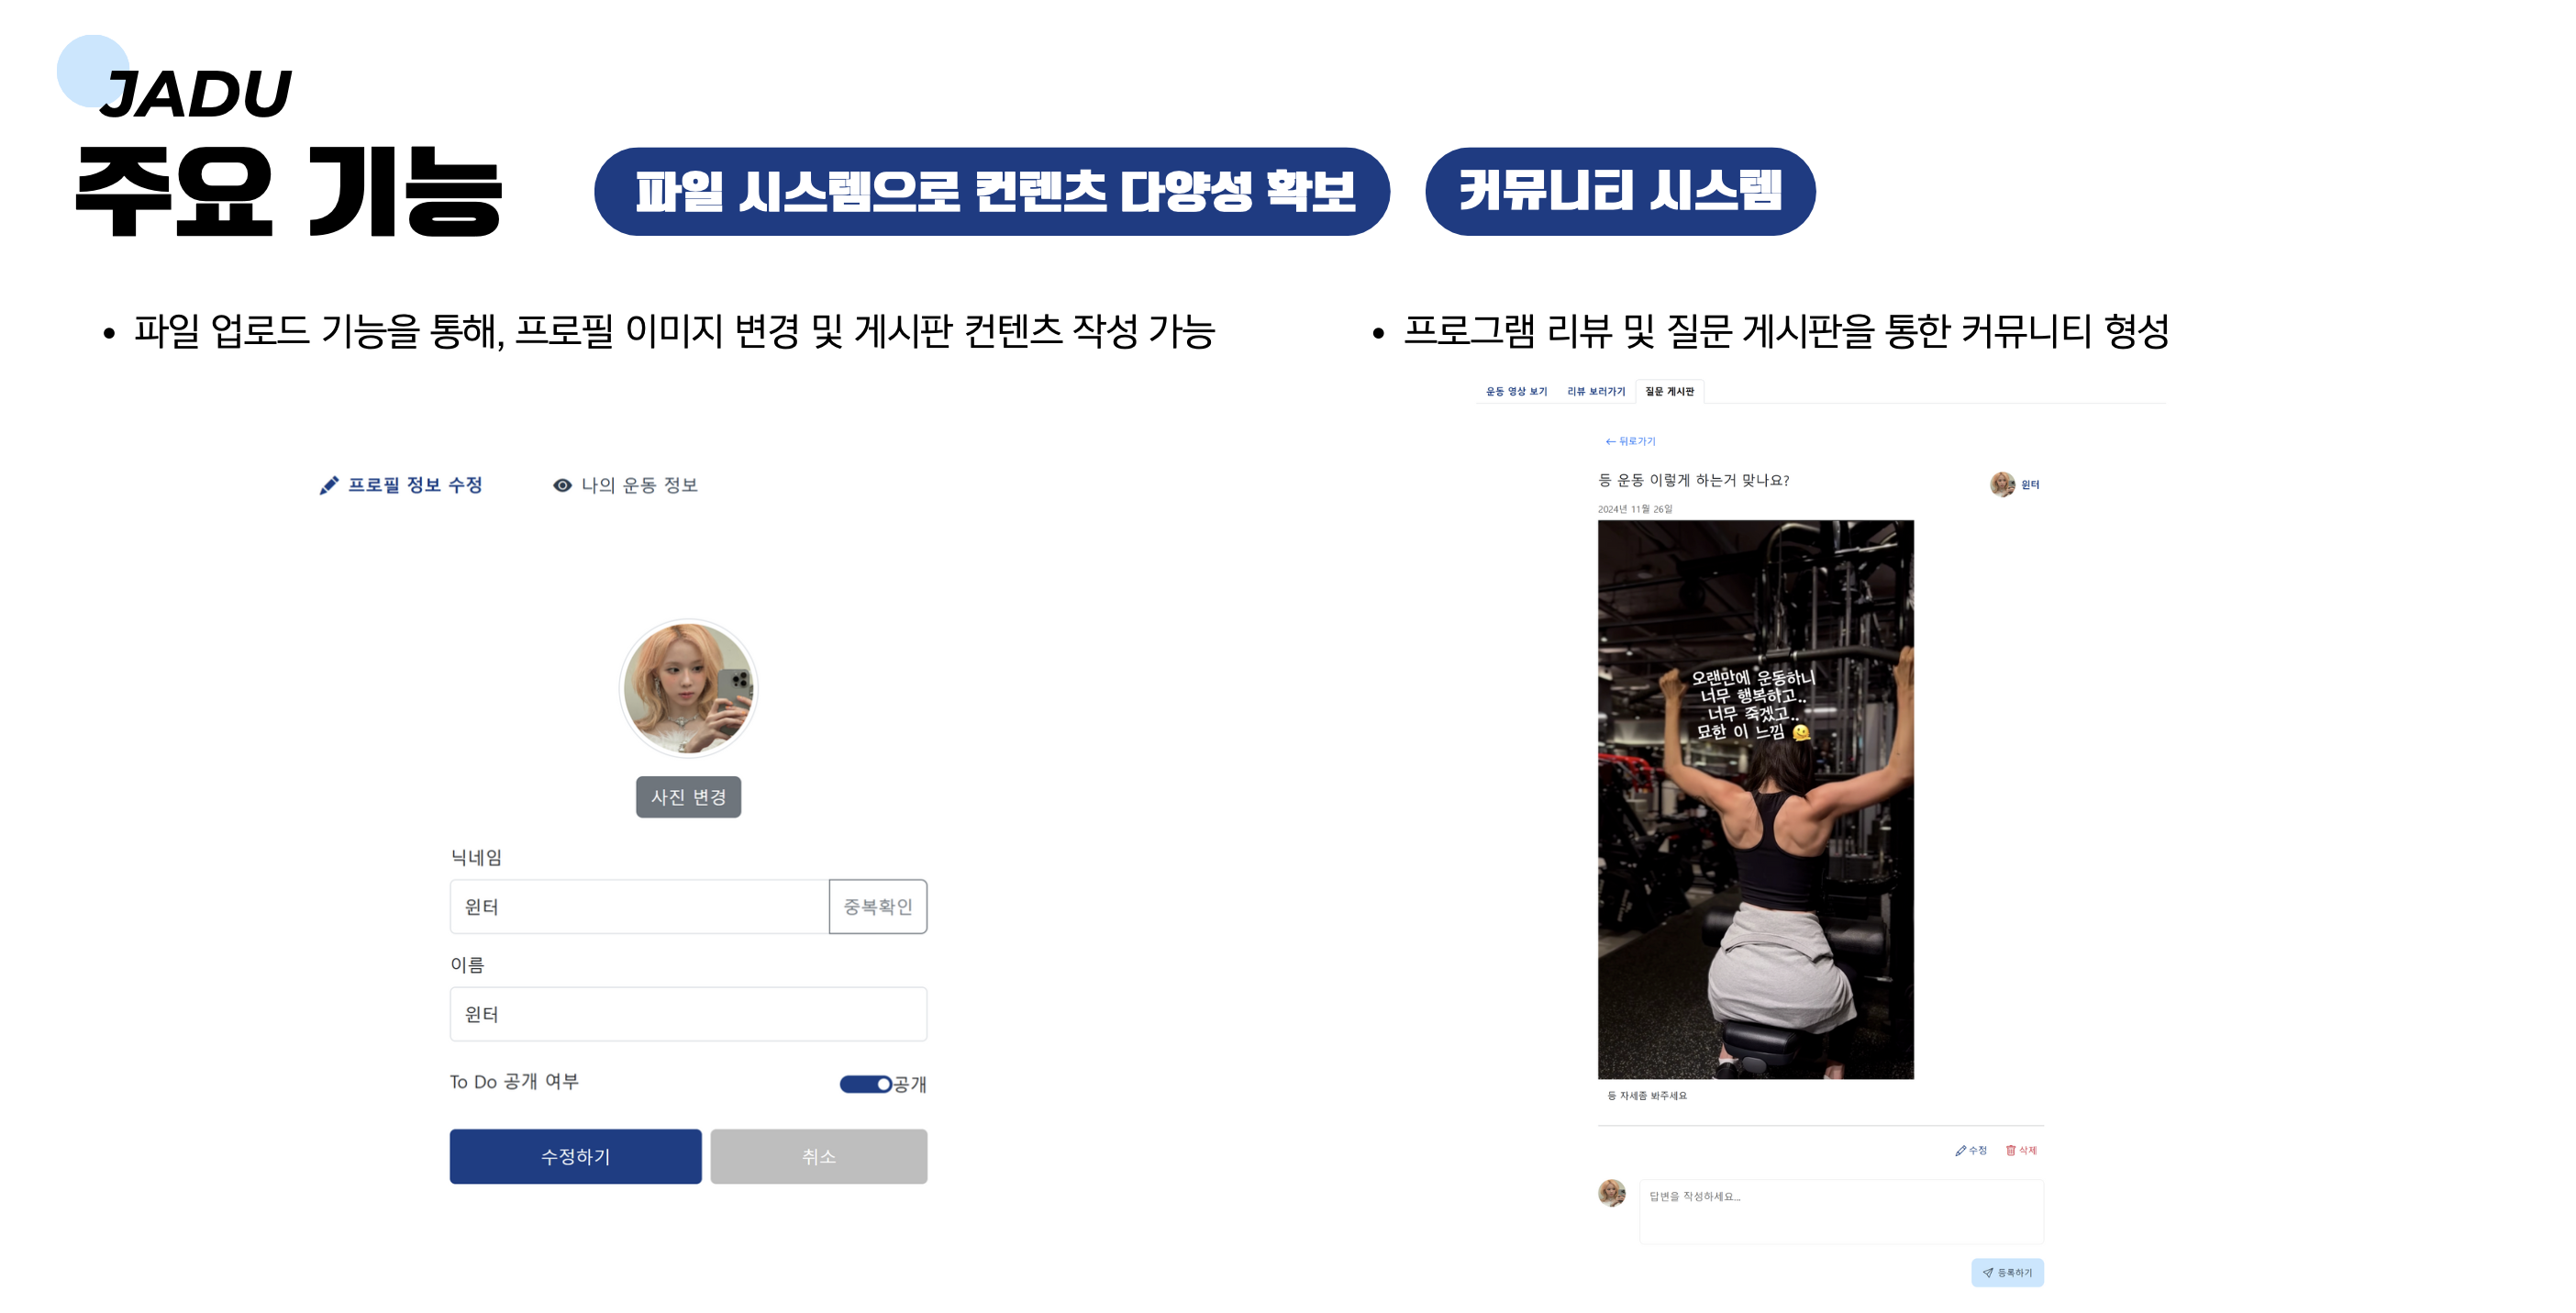 JADU
주요 기능
파일 시스템으로 컨텐츠 다양성 확보
커뮤니티 시스템
• 파일 업로드 기능을 통해, 프로필 이미지 변경 및 게시판 컨텐츠 작성 가능
프로필 정보 수정
나의 운동 정보
사진 변경
닉네임
윈터
중복확인
이름
윈터
To Do 공개 여부
공개
수정하기
취소
• 프로그램 리뷰 및 질문 게시판을 통한 커뮤니티 형성
운동 영상 보기
리뷰 보러가기
질문 게시판
← 뒤로가기
등 운동 이렇게 하는거 맞나요?
윈터
2024년 11월 26일
오랜만에 운동하니
너무 행복하고..
너무 죽겠고..
묘한 이 느낌 🫠
등 자세좀 봐주세요
수정
삭제
답변을 작성하세요...
등록하기